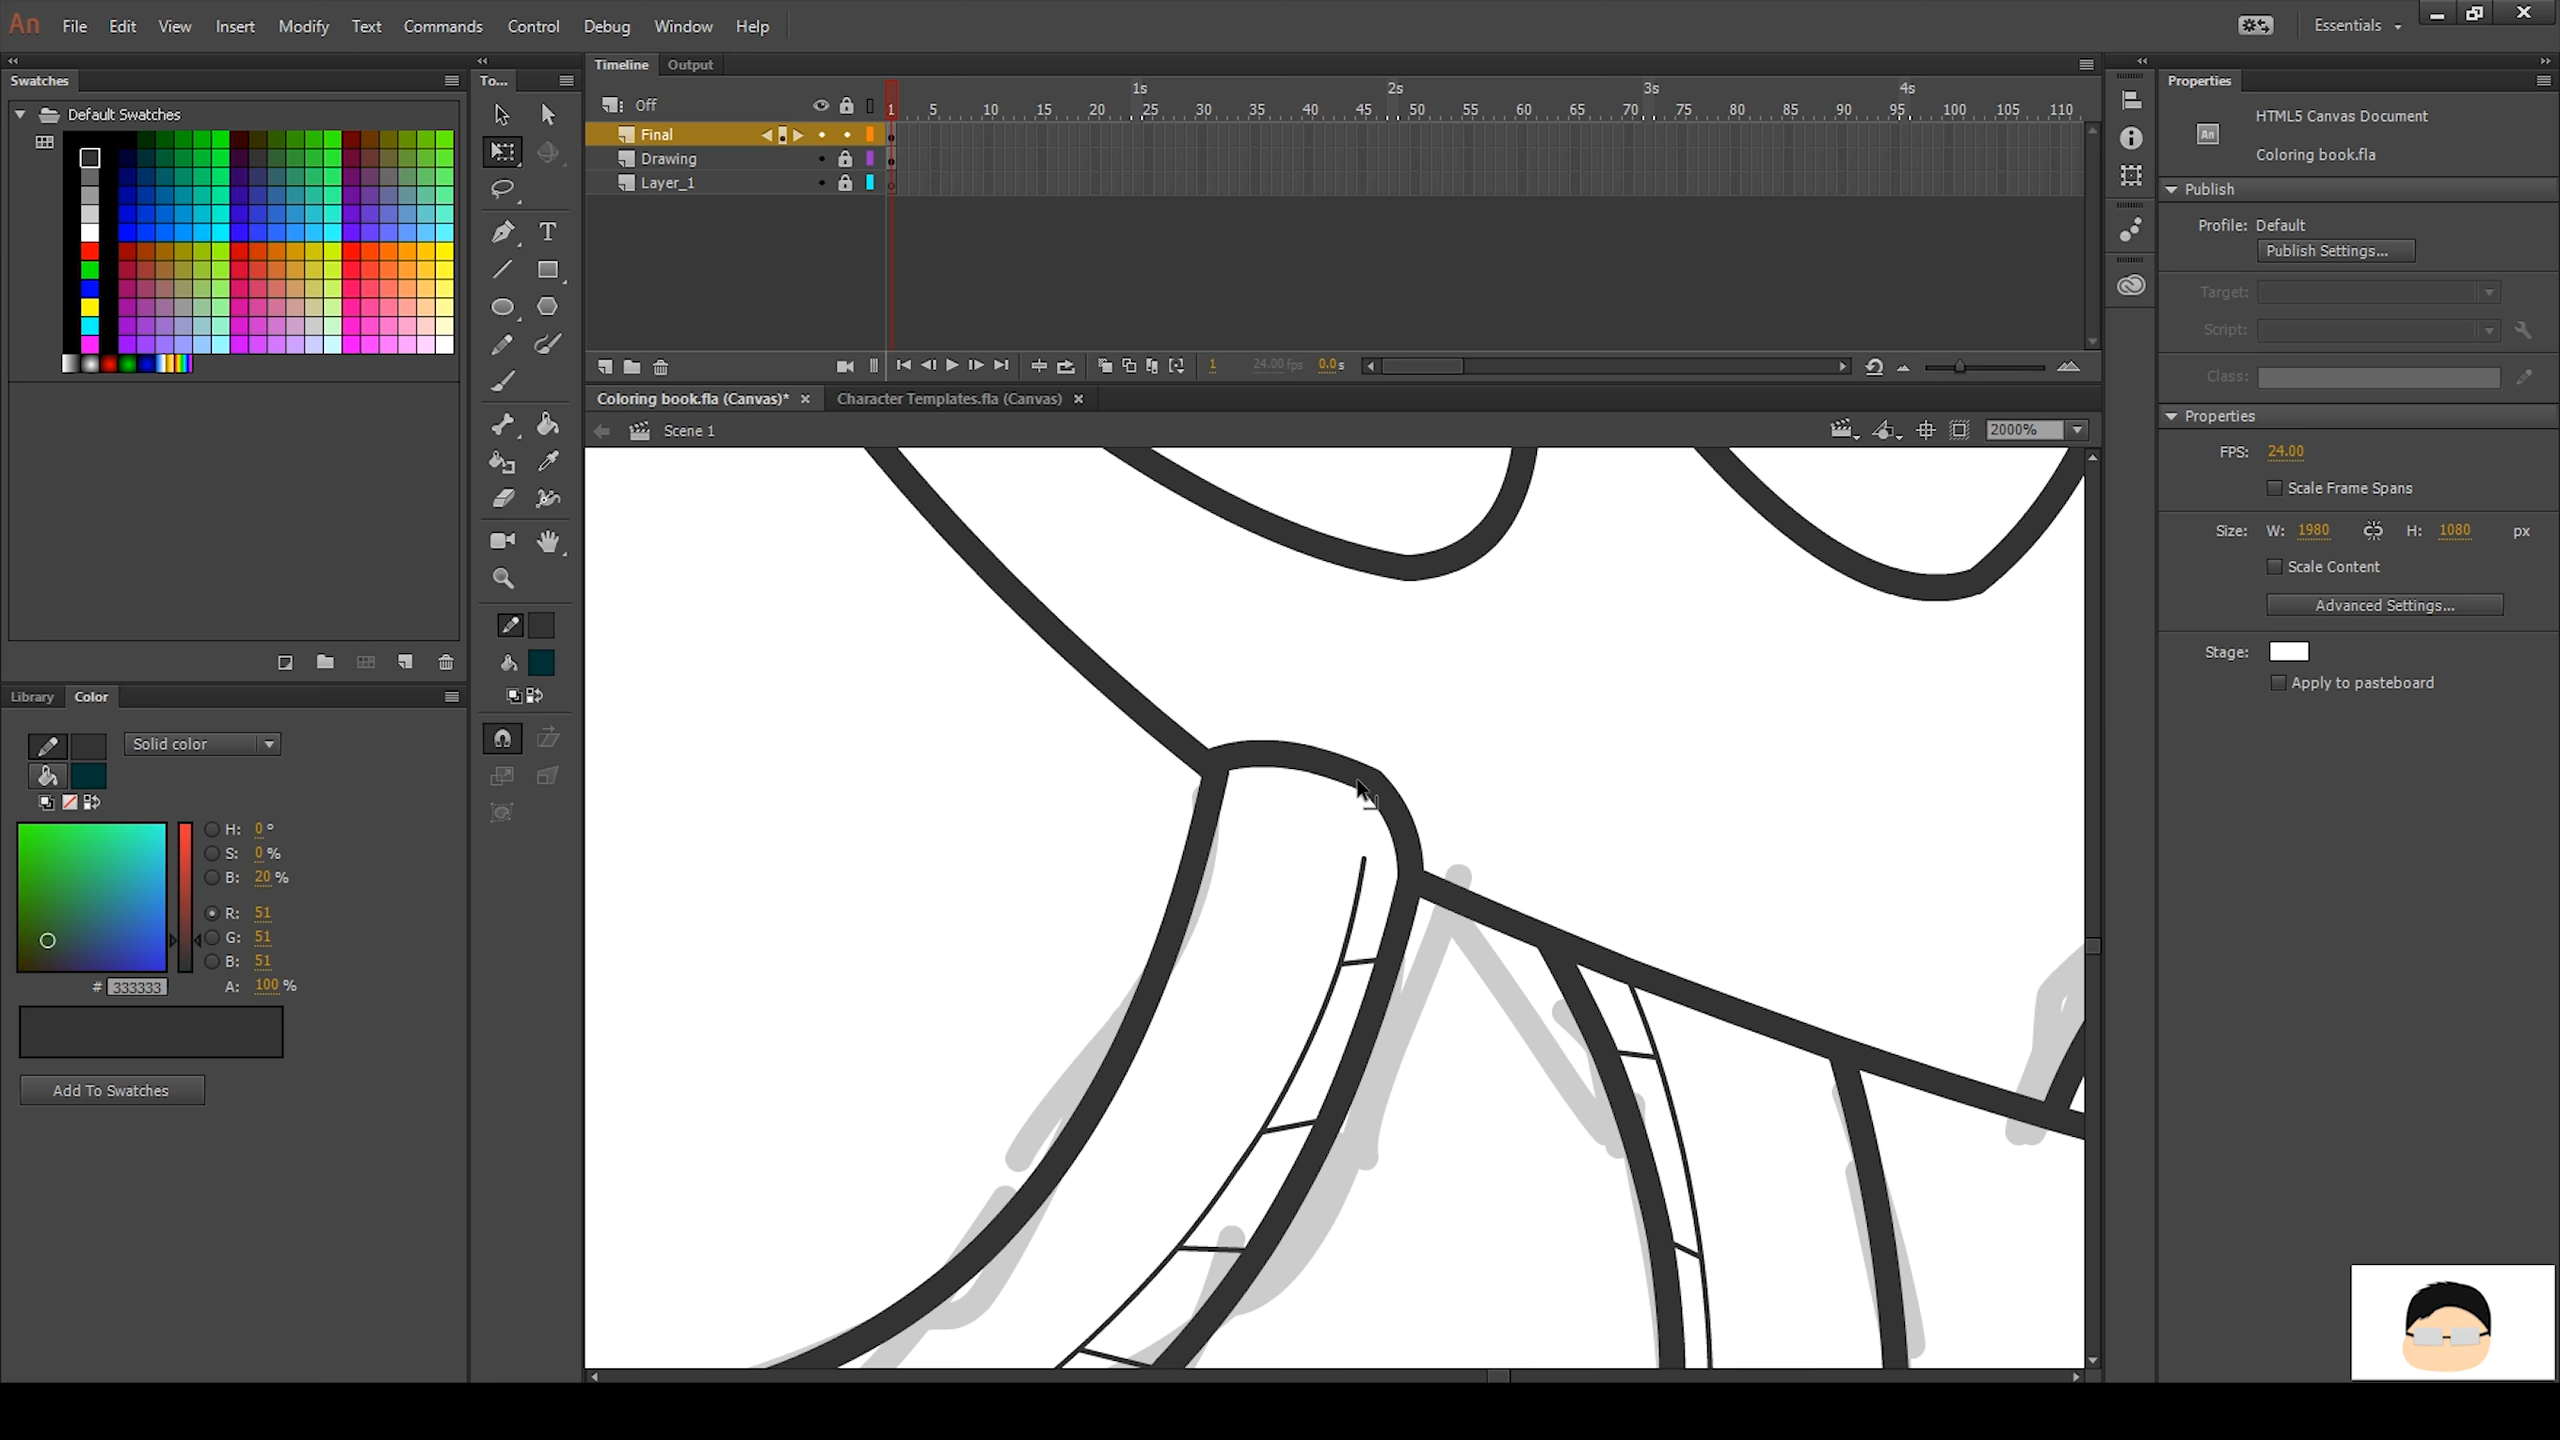 An File Edit View Insert Modify Text Commands Control Debug Window Help Essentials
Swatches To... Timeline Output Properties
Default Swatches
Off 1s 2s 3s 4s
1 5 10 15 20 25 30 35 40 45 50 55 60 65 70 75 80 85 90 95 100 105 110
Final
Drawing
Layer_1
1 24.00 fps 0.0 s
Coloring book.fla (Canvas)* × Character Templates.fla (Canvas) ×
Scene 1 2000%
HTML5 Canvas Document
An
Coloring book.fla
Publish
Profile: Default
Publish Settings...
Target:
Script:
Class:
Properties
FPS: 24.00
Scale Frame Spans
Size: W: 1980 H: 1080 px
Scale Content
Advanced Settings...
Stage:
Apply to pasteboard
T
Library Color
Solid color
H: 0 °
S: 0 %
B: 20 %
R: 51
G: 51
B: 51
# 333333 A: 100 %
Add To Swatches